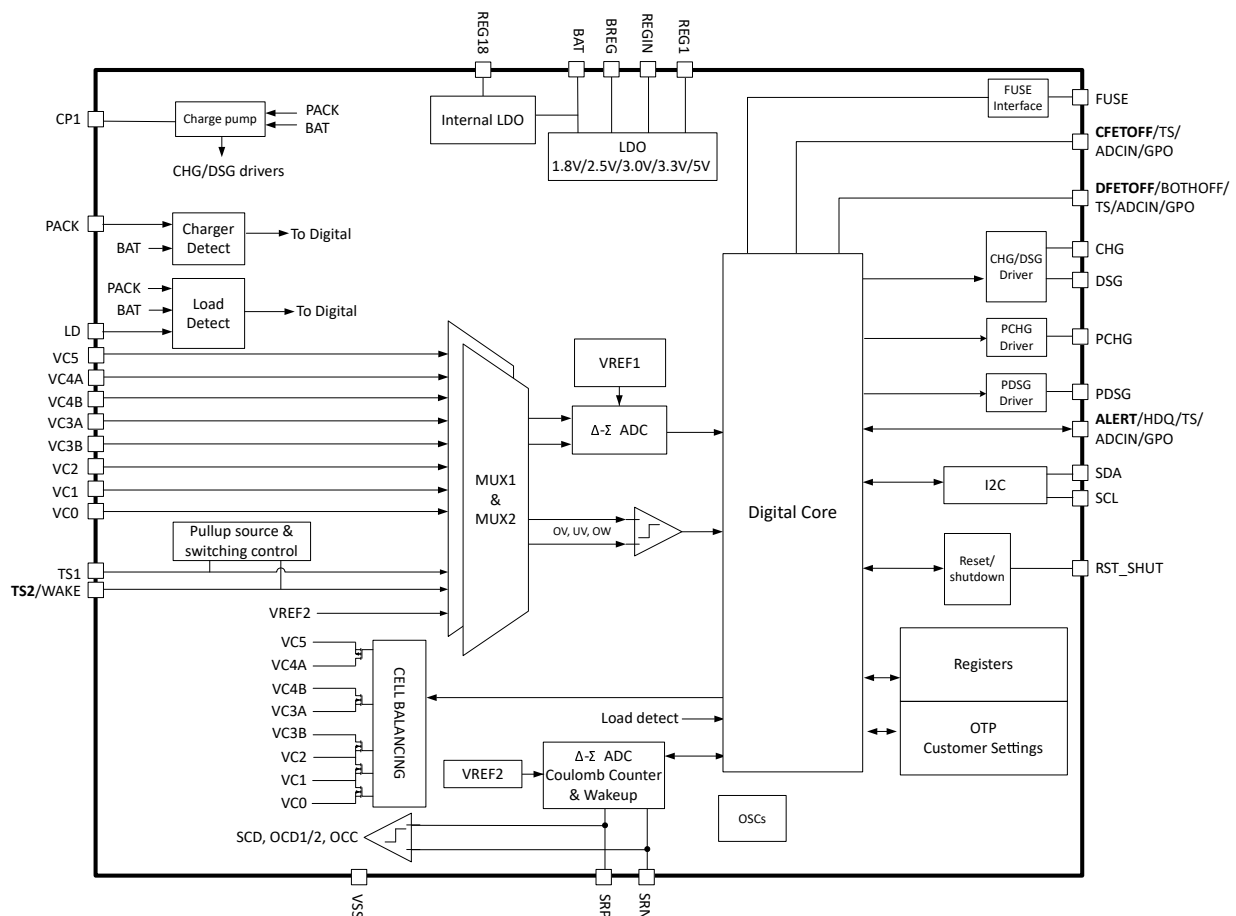 REG18
BAT
BREG
REGIN
REG1
CP1
Charge pump
PACK
BAT
CHG/DSG drivers
Internal LDO
LDO
1.8V/2.5V/3.0V/3.3V/5V
FUSE
Interface
FUSE
CFETOFF/TS/
ADCIN/GPO
DFETOFF/BOTHOFF/
TS/ADCIN/GPO
PACK
BAT
Charger
Detect
To Digital
PACK
BAT
LD
Load
Detect
To Digital
CHG/DSG
Driver
CHG
DSG
PCHG
Driver
PCHG
PDSG
Driver
PDSG
ALERT/HDQ/TS/
ADCIN/GPO
VC5
VC4A
VC4B
VC3A
VC3B
VC2
VC1
VC0
VREF1
Δ-Σ ADC
MUX1
&
MUX2
OV, UV, OW
Digital Core
I2C
SDA
SCL
Pullup source &
switching control
TS1
TS2/WAKE
VREF2
Reset/
shutdown
RST_SHUT
VC5
VC4A
VC4B
VC3A
VC3B
VC2
VC1
VC0
CELL BALANCING
Load detect
Registers
OTP
Customer Settings
VREF2
Δ-Σ ADC
Coulomb Counter
& Wakeup
OSCs
SCD, OCD1/2, OCC
VSS
SRP
SRN